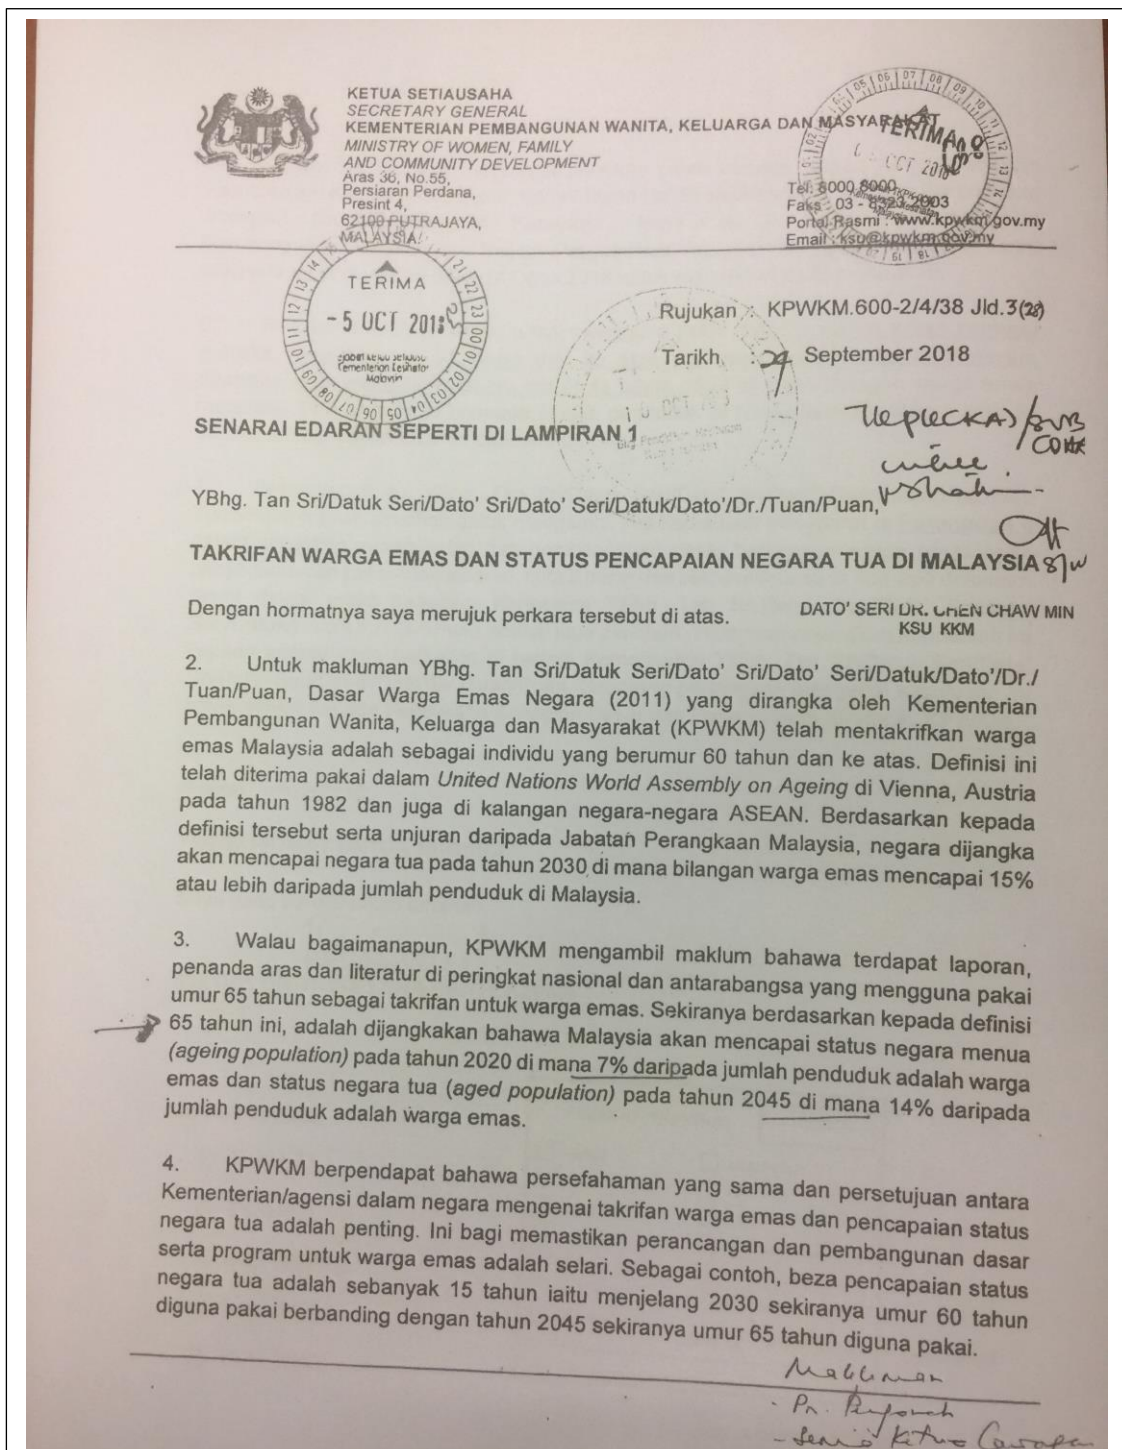 KETUA SETIAUSAHA
SECRETARY GENERAL
KEMENTERIAN PEMBANGUNAN WANITA, KELUARGA DAN MASYARAKAT
MINISTRY OF WOMEN, FAMILY
AND COMMUNITY DEVELOPMENT
Aras 36, No.55,
Persiaran Perdana,
Presint 4,
62100 PUTRAJAYA,
MALAYSIA.
Tel: 8000 8000
Faks : 03 - 8323 2003
Portal Rasmi : www.kpwkm.gov.my
Email : ksu@kpwkm.gov.my
TERIMA
OCT 2018
TERIMA
- 5 OCT 2018
Malaysia
Rujukan : KPWKM.600-2/4/38 Jld.3(28)
Tarikh : 27 September 2018
OCT
SENARAI EDARAN SEPERTI DI LAMPIRAN 1
YBhg. Tan Sri/Datuk Seri/Dato' Sri/Dato' Seri/Datuk/Dato'/Dr./Tuan/Puan,
TAKRIFAN WARGA EMAS DAN STATUS PENCAPAIAN NEGARA TUA DI MALAYSIA
Dengan hormatnya saya merujuk perkara tersebut di atas.
DATO' SERI DR. CHEN CHAW MIN
KSU KKM
2. Untuk makluman YBhg. Tan Sri/Datuk Seri/Dato' Sri/Dato' Seri/Datuk/Dato'/Dr./
Tuan/Puan, Dasar Warga Emas Negara (2011) yang dirangka oleh Kementerian
Pembangunan Wanita, Keluarga dan Masyarakat (KPWKM) telah mentakrifkan warga
emas Malaysia adalah sebagai individu yang berumur 60 tahun dan ke atas. Definisi ini
telah diterima pakai dalam United Nations World Assembly on Ageing di Vienna, Austria
pada tahun 1982 dan juga di kalangan negara-negara ASEAN. Berdasarkan kepada
definisi tersebut serta unjuran daripada Jabatan Perangkaan Malaysia, negara dijangka
akan mencapai negara tua pada tahun 2030 di mana bilangan warga emas mencapai 15%
atau lebih daripada jumlah penduduk di Malaysia.
3. Walau bagaimanapun, KPWKM mengambil maklum bahawa terdapat laporan,
penanda aras dan literatur di peringkat nasional dan antarabangsa yang mengguna pakai
umur 65 tahun sebagai takrifan untuk warga emas. Sekiranya berdasarkan kepada definisi
65 tahun ini, adalah dijangkakan bahawa Malaysia akan mencapai status negara menua
(ageing population) pada tahun 2020 di mana 7% daripada jumlah penduduk adalah warga
emas dan status negara tua (aged population) pada tahun 2045 di mana 14% daripada
jumlah penduduk adalah warga emas.
4. KPWKM berpendapat bahawa persefahaman yang sama dan persetujuan antara
Kementerian/agensi dalam negara mengenai takrifan warga emas dan pencapaian status
negara tua adalah penting. Ini bagi memastikan perancangan dan pembangunan dasar
serta program untuk warga emas adalah selari. Sebagai contoh, beza pencapaian status
negara tua adalah sebanyak 15 tahun iaitu menjelang 2030 sekiranya umur 60 tahun
diguna pakai berbanding dengan tahun 2045 sekiranya umur 65 tahun diguna pakai.
Makluman
- Pn.
- Ketua